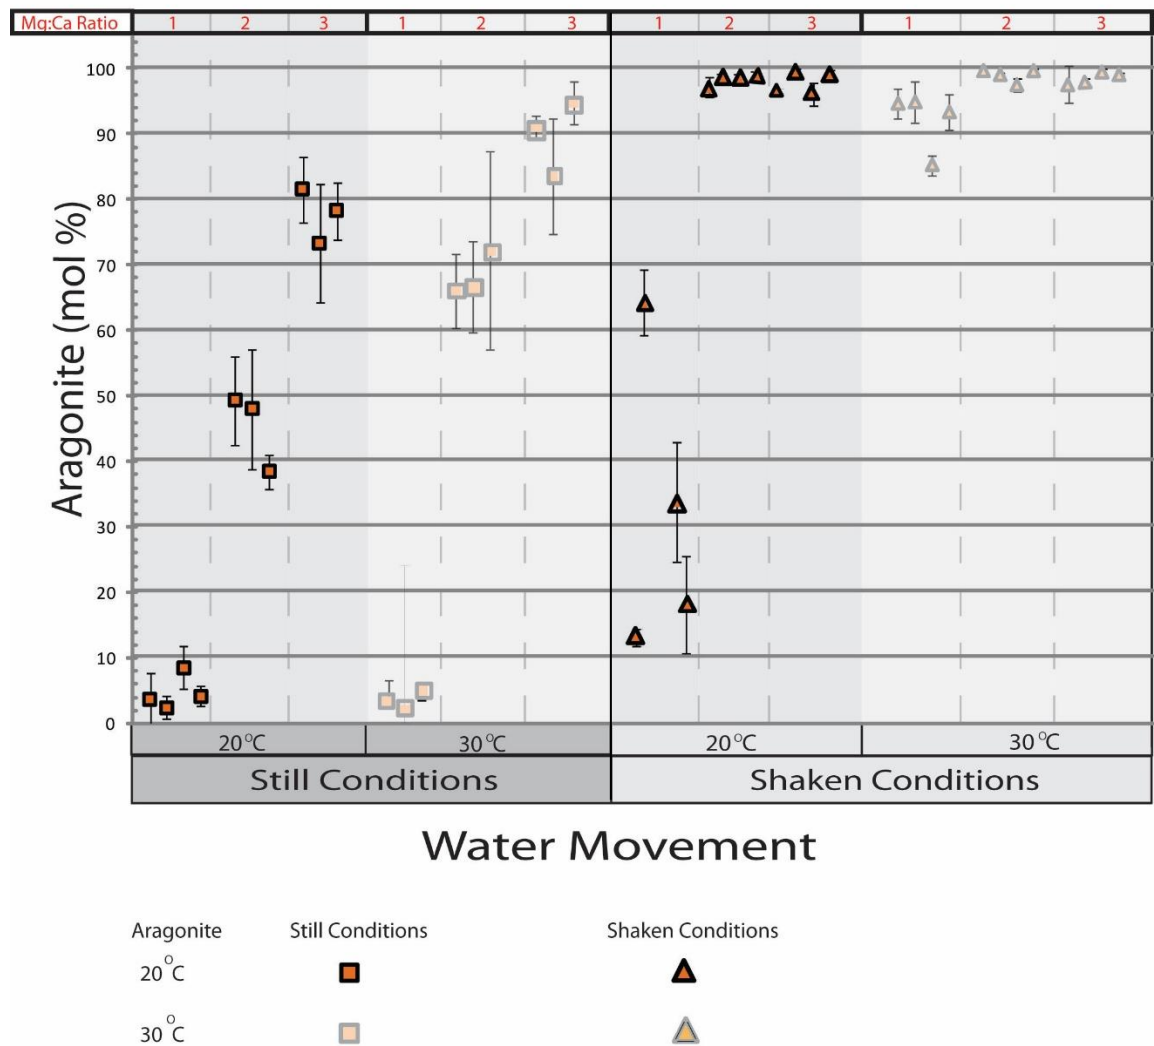 Mg:Ca Ratio 1 2 3 1 2 3 1 2 3 1 2 3
100
90
80
70
60
50
40
30
20
10
0
Aragonite (mol %)
20 °C 30 °C 20 °C 30 °C
Still Conditions Shaken Conditions
Water Movement
Aragonite Still Conditions Shaken Conditions
20 °C
30 °C